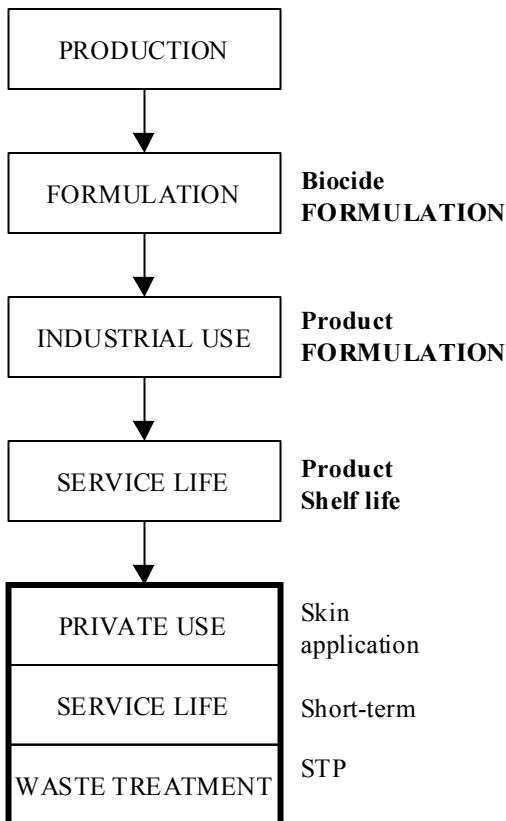 PRODUCTION
FORMULATION
Biocide
FORMULATION
INDUSTRIAL USE
Product
FORMULATION
SERVICE LIFE
Product
Shelf life
PRIVATE USE
Skin
application
SERVICE LIFE
Short-term
WASTE TREATMENT
STP